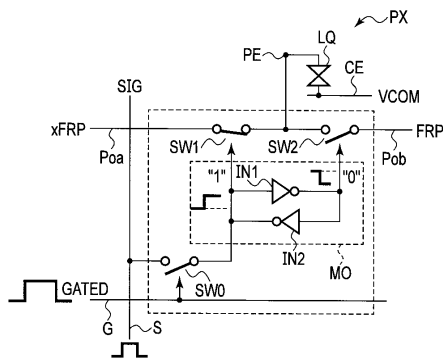 PX
LQ
PE
CE
SIG
VCOM
xFRP
FRP
Poa
SW1
SW2
Pob
"1"
IN1
"0"
IN2
MO
SW0
GATED
G
S